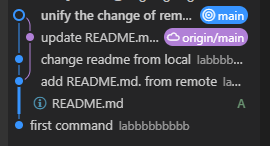 unify the change of rem... main
update README.m... origin/main
change readme from local labbbb...
add README.md. from remote la...
README.md A
first command labbbbbbbbb